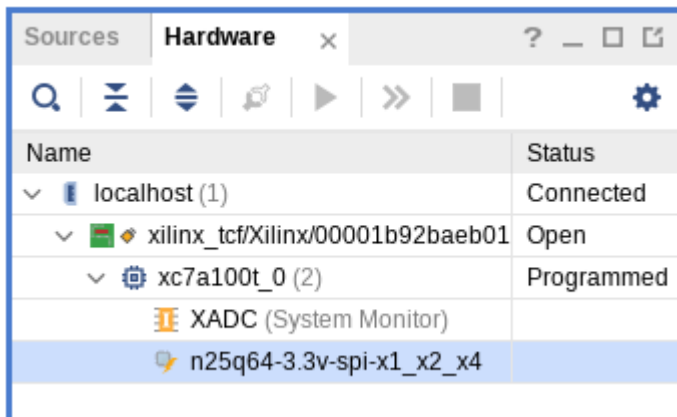 Sources Hardware ?
Name Status
localhost (1) Connected
xilinx_tcf/Xilinx/00001b92baeb01 Open
xc7a100t_0 (2) Programmed
XADC (System Monitor)
n25q64-3.3v-spi-x1_x2_x4